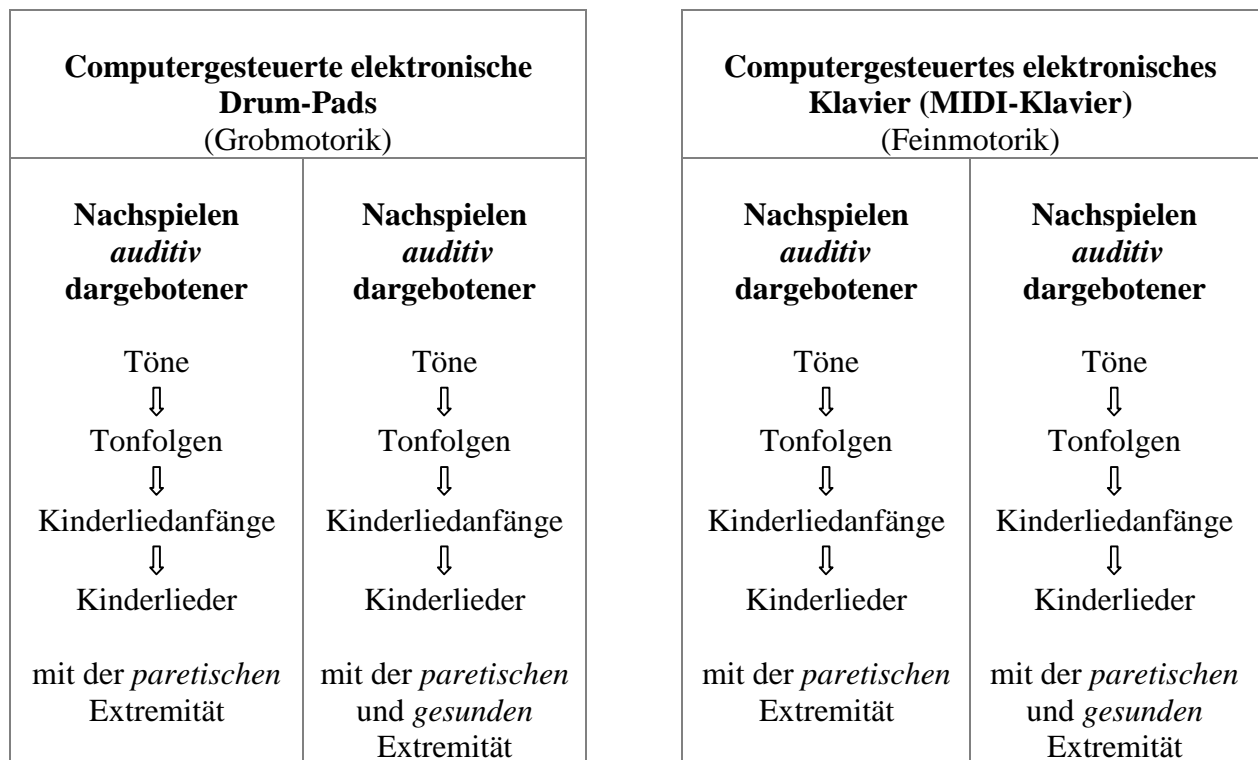 Computergesteuerte elektronische
Drum-Pads
(Grobmotorik)
Nachspielen
auditiv
dargebotener
Töne
⇩
Tonfolgen
⇩
Kinderliedanfänge
⇩
Kinderlieder
mit der paretischen
Extremität
Nachspielen
auditiv
dargebotener
Töne
⇩
Tonfolgen
⇩
Kinderliedanfänge
⇩
Kinderlieder
mit der paretischen
und gesunden
Extremität
Computergesteuertes elektronisches
Klavier (MIDI-Klavier)
(Feinmotorik)
Nachspielen
auditiv
dargebotener
Töne
⇩
Tonfolgen
⇩
Kinderliedanfänge
⇩
Kinderlieder
mit der paretischen
Extremität
Nachspielen
auditiv
dargebotener
Töne
⇩
Tonfolgen
⇩
Kinderliedanfänge
⇩
Kinderlieder
mit der paretischen
und gesunden
Extremität